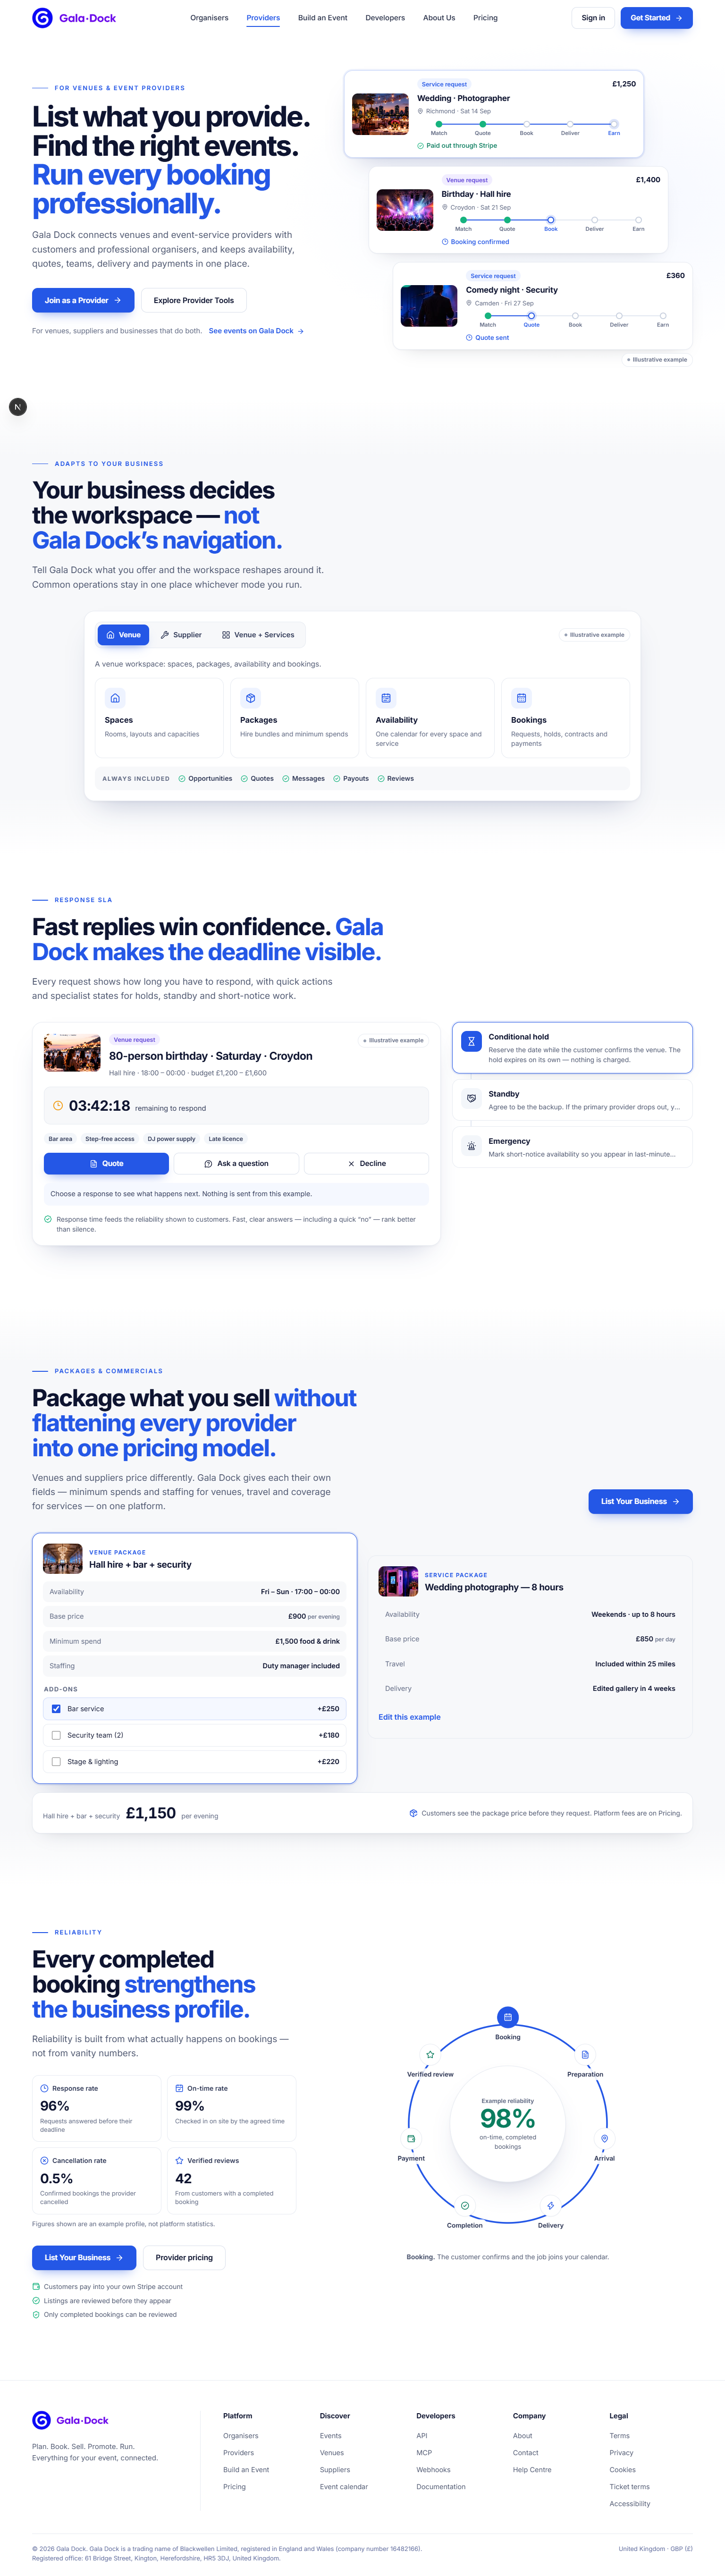 Gala·Dock
Organisers
Providers
Build an Event
Developers
About Us
Pricing
Sign in
Get Started
FOR VENUES & EVENT PROVIDERS
List what you provide.
Find the right events.
Run every booking
professionally.
Gala Dock connects venues and event-service providers with
customers and professional organisers, and keeps availability,
quotes, teams, delivery and payments in one place.
Join as a Provider
Explore Provider Tools
For venues, suppliers and businesses that do both.
See events on Gala Dock
Service request
£1,250
Wedding · Photographer
Richmond · Sat 14 Sep
Match
Quote
Book
Deliver
Earn
Paid out through Stripe
Venue request
£1,400
Birthday · Hall hire
Croydon · Sat 21 Sep
Match
Quote
Book
Deliver
Earn
Booking confirmed
Service request
£360
Comedy night · Security
Camden · Fri 27 Sep
Match
Quote
Book
Deliver
Earn
Quote sent
Illustrative example
N
ADAPTS TO YOUR BUSINESS
Your business decides
the workspace — not
Gala Dock’s navigation.
Tell Gala Dock what you offer and the workspace reshapes around it.
Common operations stay in one place whichever mode you run.
Venue
Supplier
Venue + Services
Illustrative example
A venue workspace: spaces, packages, availability and bookings.
Spaces
Rooms, layouts and capacities
Packages
Hire bundles and minimum spends
Availability
One calendar for every space and
service
Bookings
Requests, holds, contracts and
payments
ALWAYS INCLUDED
Opportunities
Quotes
Messages
Payouts
Reviews
RESPONSE SLA
Fast replies win confidence. Gala
Dock makes the deadline visible.
Every request shows how long you have to respond, with quick actions
and specialist states for holds, standby and short-notice work.
Venue request
Illustrative example
80-person birthday · Saturday · Croydon
Hall hire · 18:00 – 00:00 · budget £1,200 – £1,600
03:42:18 remaining to respond
Bar area
Step-free access
DJ power supply
Late licence
Quote
Ask a question
Decline
Choose a response to see what happens next. Nothing is sent from this example.
Response time feeds the reliability shown to customers. Fast, clear answers — including a quick “no” — rank better
than silence.
Conditional hold
Reserve the date while the customer confirms the venue. The
hold expires on its own — nothing is charged.
Standby
Agree to be the backup. If the primary provider drops out, y...
Emergency
Mark short-notice availability so you appear in last-minute...
PACKAGES & COMMERCIALS
Package what you sell without
flattening every provider
into one pricing model.
Venues and suppliers price differently. Gala Dock gives each their own
fields — minimum spends and staffing for venues, travel and coverage
for services — on one platform.
List Your Business
VENUE PACKAGE
Hall hire + bar + security
Availability
Fri – Sun · 17:00 – 00:00
Base price
£900 per evening
Minimum spend
£1,500 food & drink
Staffing
Duty manager included
ADD-ONS
Bar service
+£250
Security team (2)
+£180
Stage & lighting
+£220
SERVICE PACKAGE
Wedding photography — 8 hours
Availability
Weekends · up to 8 hours
Base price
£850 per day
Travel
Included within 25 miles
Delivery
Edited gallery in 4 weeks
Edit this example
Hall hire + bar + security £1,150 per evening
Customers see the package price before they request. Platform fees are on Pricing.
RELIABILITY
Every completed
booking strengthens
the business profile.
Reliability is built from what actually happens on bookings —
not from vanity numbers.
Response rate
96%
Requests answered before their
deadline
On-time rate
99%
Checked in on site by the agreed time
Cancellation rate
0.5%
Confirmed bookings the provider
cancelled
Verified reviews
42
From customers with a completed
booking
Figures shown are an example profile, not platform statistics.
List Your Business
Provider pricing
Customers pay into your own Stripe account
Listings are reviewed before they appear
Only completed bookings can be reviewed
Booking
Verified review
Preparation
Example reliability
98%
on-time, completed
bookings
Payment
Arrival
Completion
Delivery
Booking. The customer confirms and the job joins your calendar.
Gala·Dock
Plan. Book. Sell. Promote. Run.
Everything for your event, connected.
Platform
Organisers
Providers
Build an Event
Pricing
Discover
Events
Venues
Suppliers
Event calendar
Developers
API
MCP
Webhooks
Documentation
Company
About
Contact
Help Centre
Legal
Terms
Privacy
Cookies
Ticket terms
Accessibility
© 2026 Gala Dock. Gala Dock is a trading name of Blackwellen Limited, registered in England and Wales (company number 16482166).
Registered office: 61 Bridge Street, Kington, Herefordshire, HR5 3DJ, United Kingdom.
United Kingdom · GBP (£)